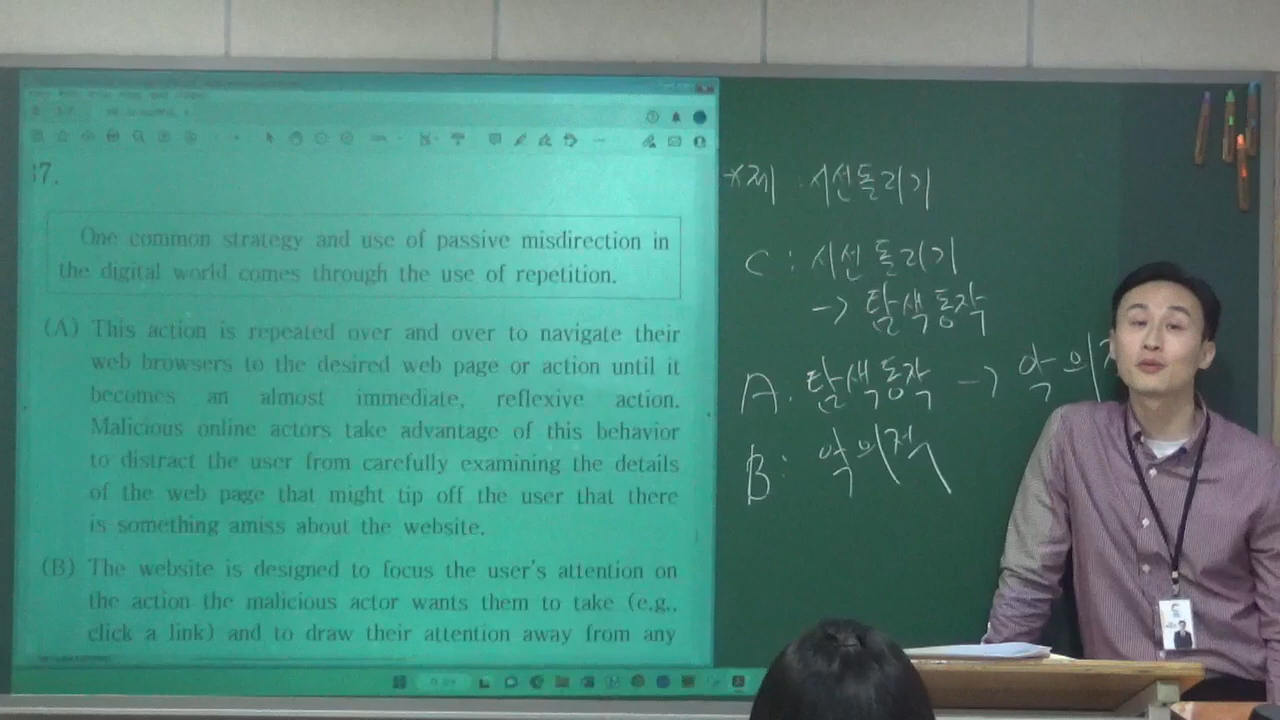 37.
One common strategy and use of passive misdirection in
the digital world comes through the use of repetition.
(A) This action is repeated over and over to navigate their
web browsers to the desired web page or action until it
becomes an almost immediate, reflexive action.
Malicious online actors take advantage of this behavior
to distract the user from carefully examining the details
of the web page that might tip off the user that there
is something amiss about the website.
(B) The website is designed to focus the user's attention on
the action the malicious actor wants them to take (e.g.,
click a link) and to draw their attention away from any
*제 : 시선돌리기
C : 시선돌리기
→ 탐색동작
A : 탐색동작 → 악의
B : 악의적